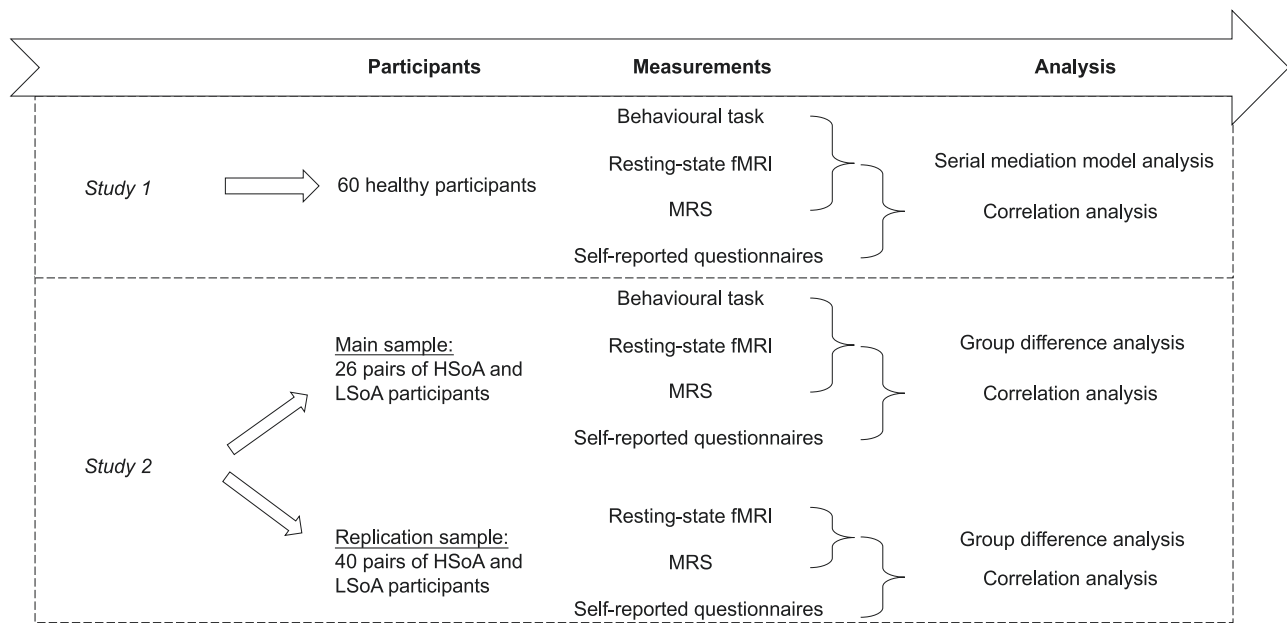 Participants Measurements Analysis
Study 1
60 healthy participants
Behavioural task
Resting-state fMRI
MRS
Self-reported questionnaires
Serial mediation model analysis
Correlation analysis
Study 2
Main sample:
26 pairs of HSoA and
LSoA participants
Behavioural task
Resting-state fMRI
MRS
Self-reported questionnaires
Group difference analysis
Correlation analysis
Replication sample:
40 pairs of HSoA and
LSoA participants
Resting-state fMRI
MRS
Self-reported questionnaires
Group difference analysis
Correlation analysis